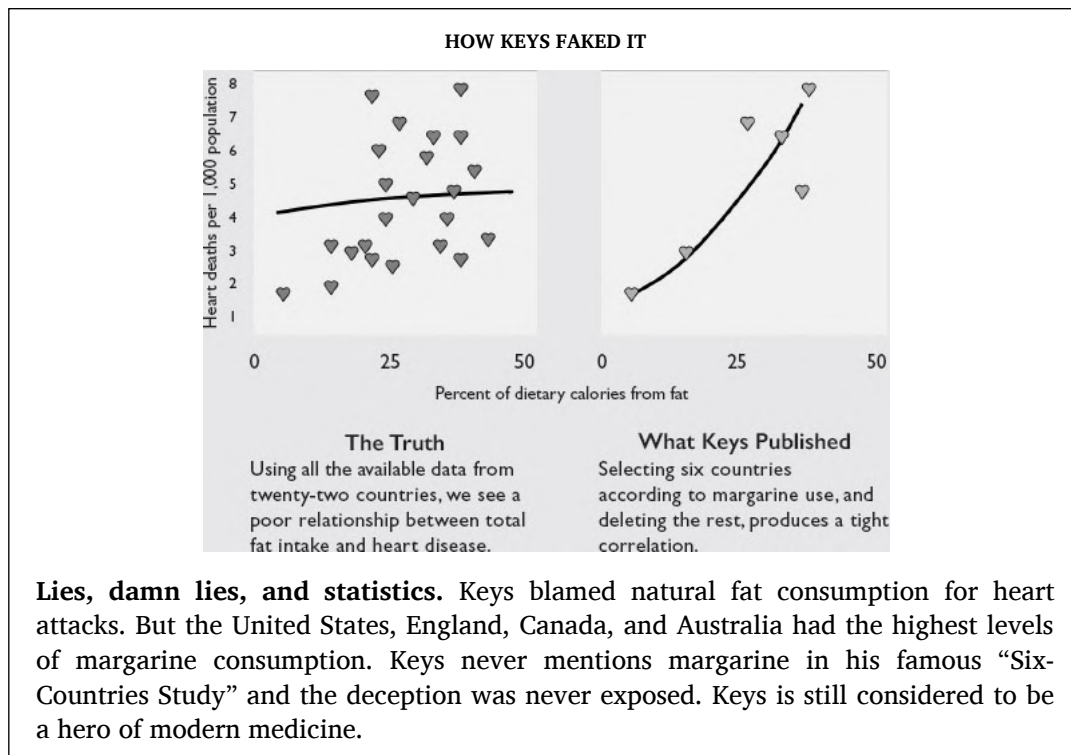 HOW KEYS FAKED IT
Heart deaths per 1,000 population
8
7
6
5
4
3
2
1
0 25 50 0 25 50
Percent of dietary calories from fat
The Truth
Using all the available data from
twenty-two countries, we see a
poor relationship between total
fat intake and heart disease.
What Keys Published
Selecting six countries
according to margarine use, and
deleting the rest, produces a tight
correlation.
Lies, damn lies, and statistics. Keys blamed natural fat consumption for heart
attacks. But the United States, England, Canada, and Australia had the highest levels
of margarine consumption. Keys never mentions margarine in his famous “Six-
Countries Study” and the deception was never exposed. Keys is still considered to be
a hero of modern medicine.